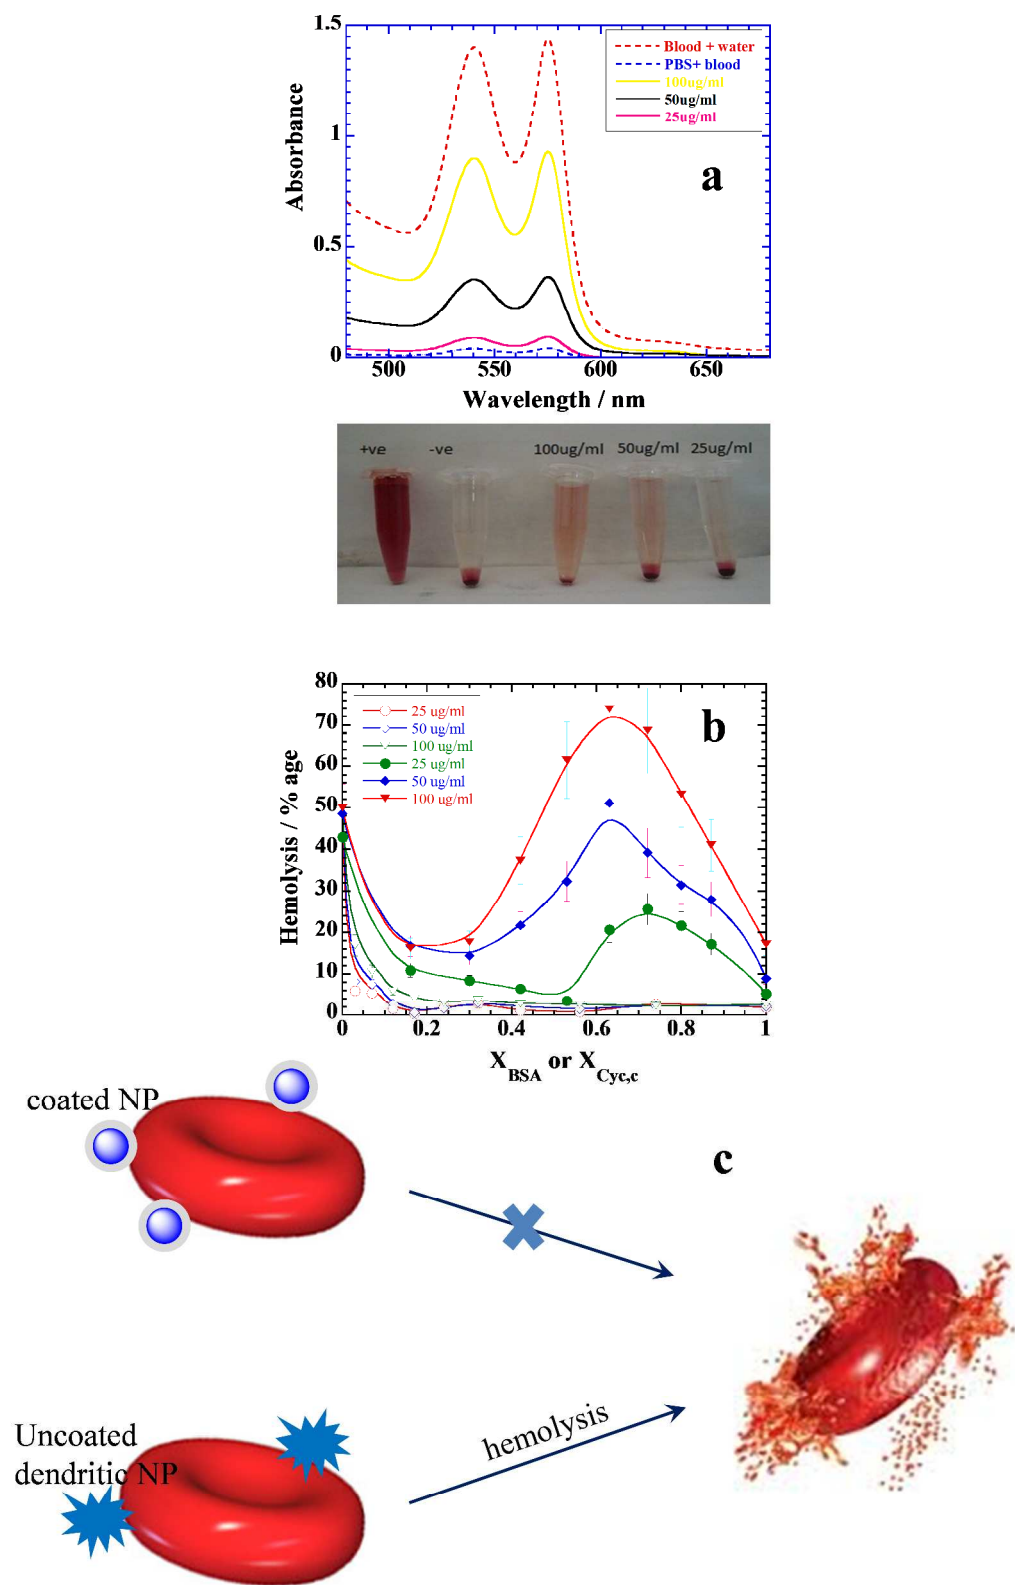 1.5
1
0.5
0
Absorbance
Blood + water
PBS+ blood
100ug/ml
50ug/ml
25ug/ml
a
500 550 600 650
Wavelength / nm
+ve -ve 100ug/ml 50ug/ml 25ug/ml
80
70
60
50
40
30
20
10
0
Hemolysis / % age
25 ug/ml
50 ug/ml
100 ug/ml
25 ug/ml
50 ug/ml
100 ug/ml
b
0 0.2 0.4 0.6 0.8 1
X_BSA or X_Cyc,c
coated NP
c
Uncoated
dendritic NP
hemolysis